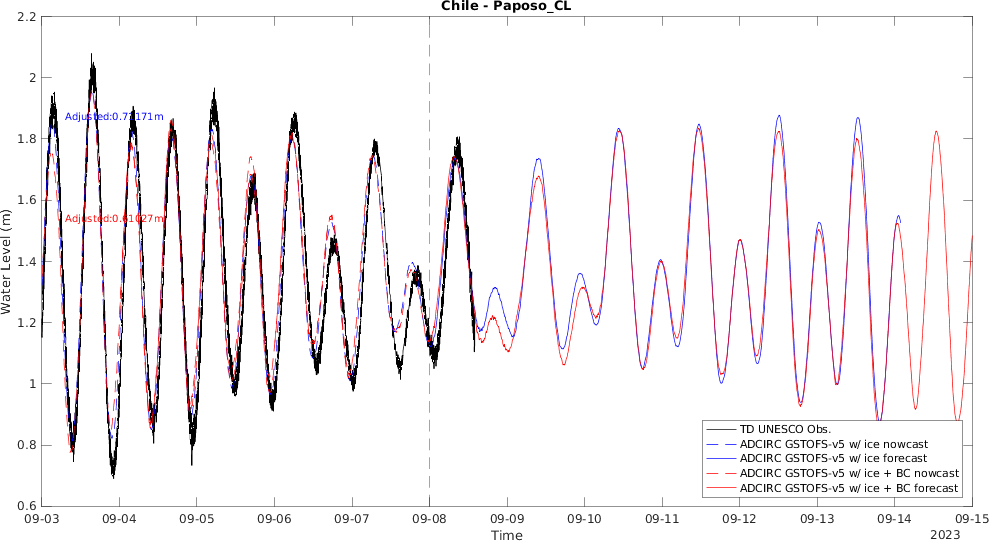 Chile - Paposo_CL
2.2
2
1.8
1.6
1.4
1.2
1
0.8
0.6
Water Level (m)
Adjusted:0.73171m
Adjusted:0.61027m
TD UNESCO Obs.
ADCIRC GSTOFS-v5 w/ ice nowcast
ADCIRC GSTOFS-v5 w/ ice forecast
ADCIRC GSTOFS-v5 w/ ice + BC nowcast
ADCIRC GSTOFS-v5 w/ ice + BC forecast
09-03 09-04 09-05 09-06 09-07 09-08 09-09 09-10 09-11 09-12 09-13 09-14 09-15
Time
2023